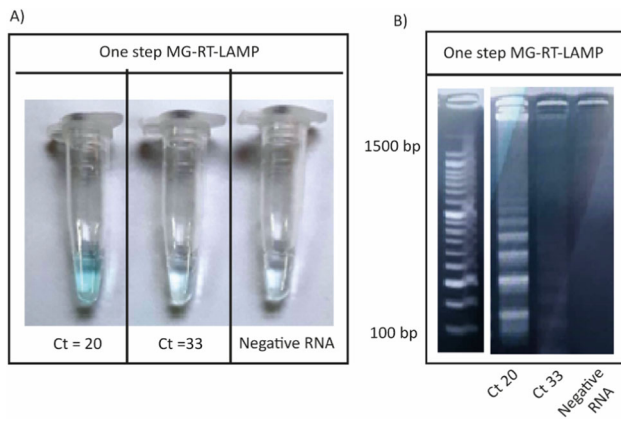 A)
One step MG-RT-LAMP
Ct = 20
Ct =33
Negative RNA
B)
One step MG-RT-LAMP
1500 bp
100 bp
Ct 20
Ct 33
Negative
RNA